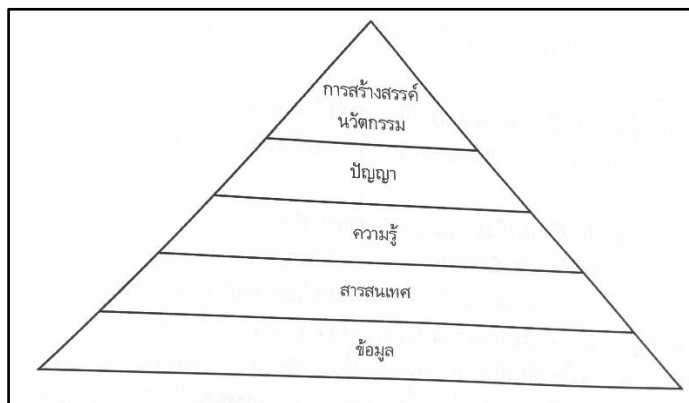 การสร้างสรรค์
นวัตกรรม
ปัญญา
ความรู้
สารสนเทศ
ข้อมูล